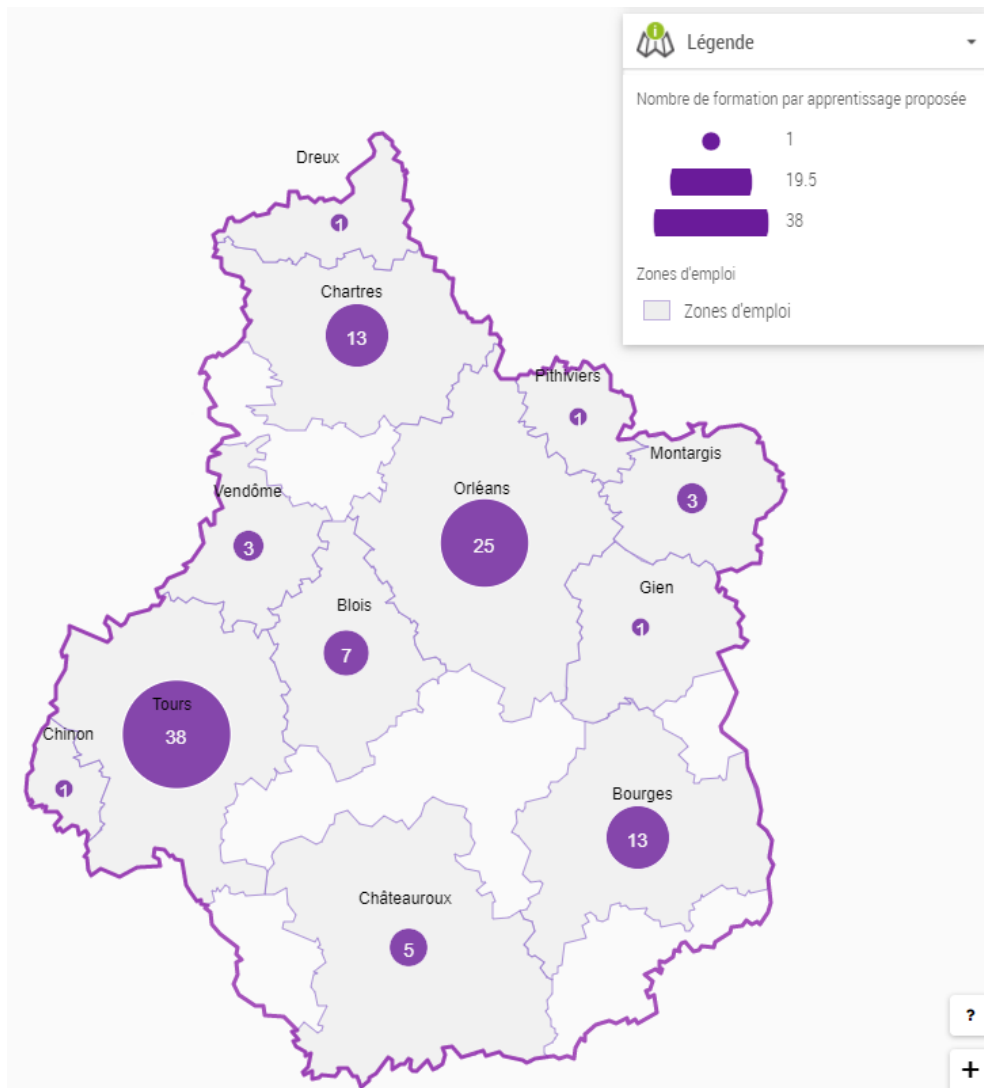 Légende
Nombre de formation par apprentissage proposée
1
19.5
38
Zones d'emploi
Zones d'emploi
Dreux
1
Chartres
13
Pithiviers
1
Montargis
3
Vendôme
3
Orléans
25
Gien
1
Blois
7
Tours
38
Chinon
1
Bourges
13
Châteauroux
5
?
+